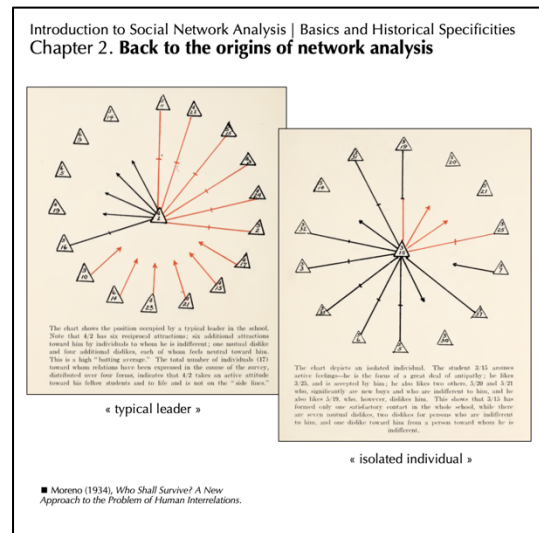 Introduction to Social Network Analysis | Basics and Historical Specificities
Chapter 2. Back to the origins of network analysis
The chart shows the position occupied by a typical leader in the school.
Note that 4/2 has six reciprocated attractions; six additional attractions
toward him by individuals to whom he is indifferent; one mutual dislike
and four additional dislikes, each of whom feels neutral toward him.
This is a high "batting average." The total number of individuals (17)
toward whom relations have been expressed in the course of the survey,
distributed over four forms, indicates that 4/2 takes an active attitude
toward his fellow students and to life and is not on the "side lines."
« typical leader »
The chart depicts an isolated individual. The student 3/15 arouses
active feelings—he is the focus of a great deal of antipathy; he likes
3/25, and is accepted by him; he also likes two others, 5/20 and 5/21
who, significantly are new boys and who are indifferent to him, and he
also likes 5/19, who, however, dislikes him. This shows that 3/15 has
formed only one satisfactory contact in the whole school, while there
are seven mutual dislikes, two dislikes for persons who are indifferent
to him, and one dislike toward him from a person toward whom he is
indifferent.
« isolated individual »
■ Moreno (1934), Who Shall Survive? A New
Approach to the Problem of Human Interrelations.